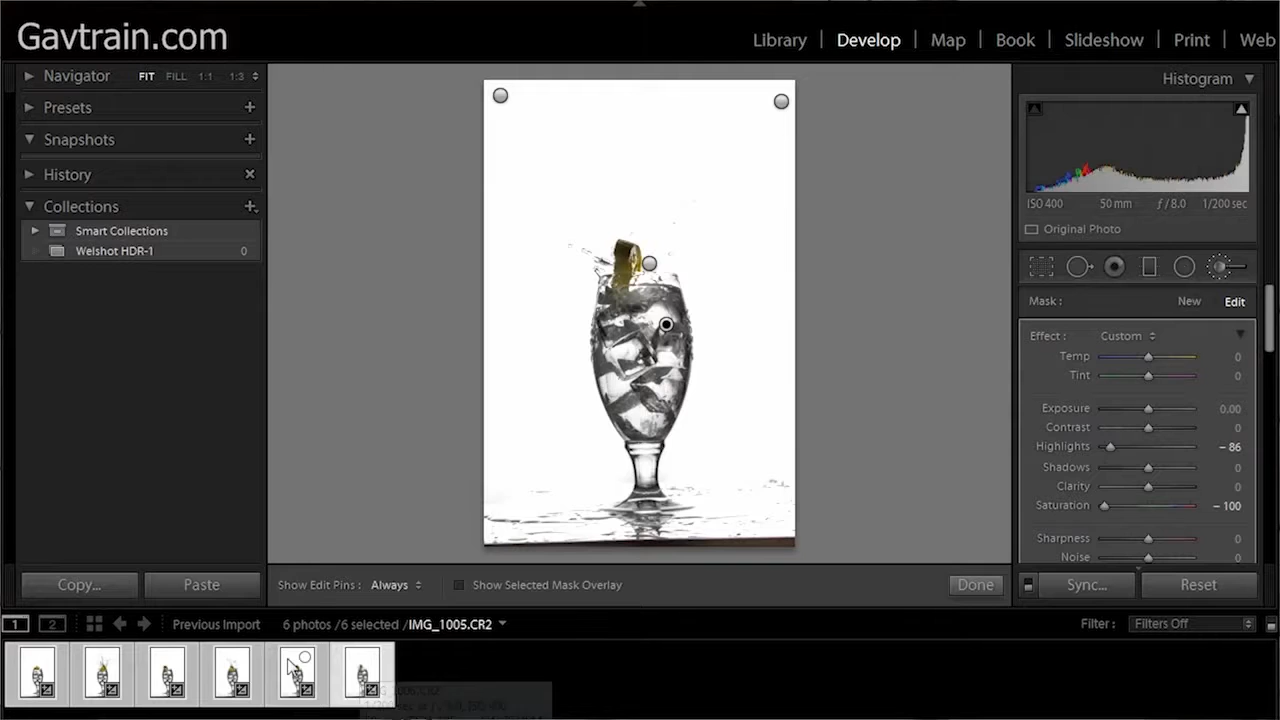 Gavtrain.com
Library | Develop | Map | Book | Slideshow | Print | Web
Navigator FIT FILL 1:1 1:3
Presets
Snapshots
History
Collections
Smart Collections
Welshot HDR-1 0
Histogram
ISO 400 50 mm ƒ / 8.0 1/200 sec
Original Photo
Mask : New Edit
Effect : Custom
Temp 0
Tint 0
Exposure 0.00
Contrast 0
Highlights – 86
Shadows 0
Clarity 0
Saturation – 100
Sharpness 0
Noise 0
Copy... Paste
Show Edit Pins : Always Show Selected Mask Overlay Done
Sync... Reset
1 2 Previous Import 6 photos /6 selected /IMG_1005.CR2 Filter : Filters Off